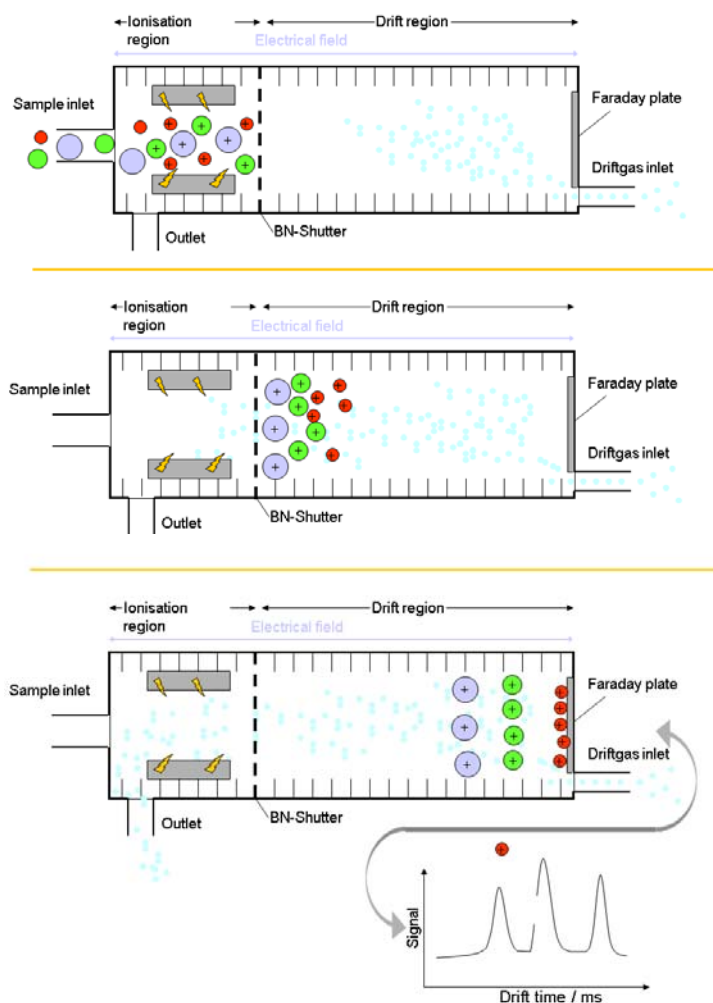 Ionisation
region
Drift region
Electrical field
Sample inlet
Faraday plate
Driftgas inlet
Outlet
BN-Shutter
+ + + + + + + +
Ionisation
region
Drift region
Electrical field
Sample inlet
Faraday plate
Driftgas inlet
Outlet
BN-Shutter
+ + + + + + + + + + + +
Ionisation
region
Drift region
Electrical field
Sample inlet
Faraday plate
Driftgas inlet
Outlet
BN-Shutter
+ + + + + + + + + + + +
+
Signal
Drift time / ms